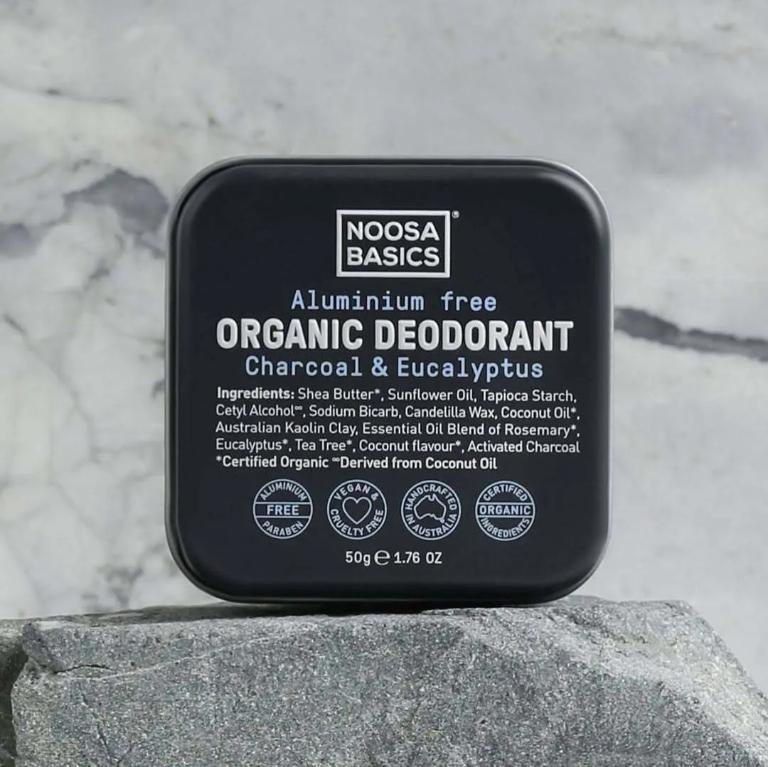 NOOSA
BASICS®
Aluminium free
ORGANIC DEODORANT
Charcoal & Eucalyptus
Ingredients: Shea Butter*, Sunflower Oil, Tapioca Starch,
Cetyl Alcohol∞, Sodium Bicarb, Candelilla Wax, Coconut Oil*,
Australian Kaolin Clay, Essential Oil Blend of Rosemary*,
Eucalyptus*, Tea Tree*, Coconut flavour*, Activated Charcoal
*Certified Organic ∞Derived from Coconut Oil
ALUMINIUM
FREE
PARABEN
VEGAN &
CRUELTY FREE
HANDCRAFTED
IN AUSTRALIA
CERTIFIED
ORGANIC
INGREDIENTS
50g ℮ 1.76 OZ